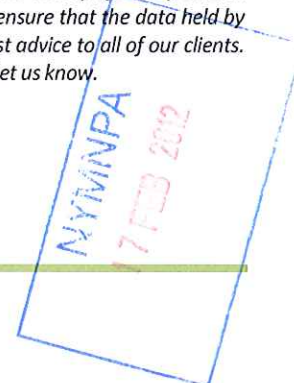 ensure that the data held by
st advice to all of our clients.
et us know.
NYMNPA
17 FEB 2012